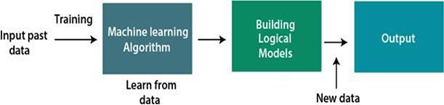 Training
Input past
data
Machine learning
Algorithm
Learn from
data
Building
Logical
Models
New data
Output